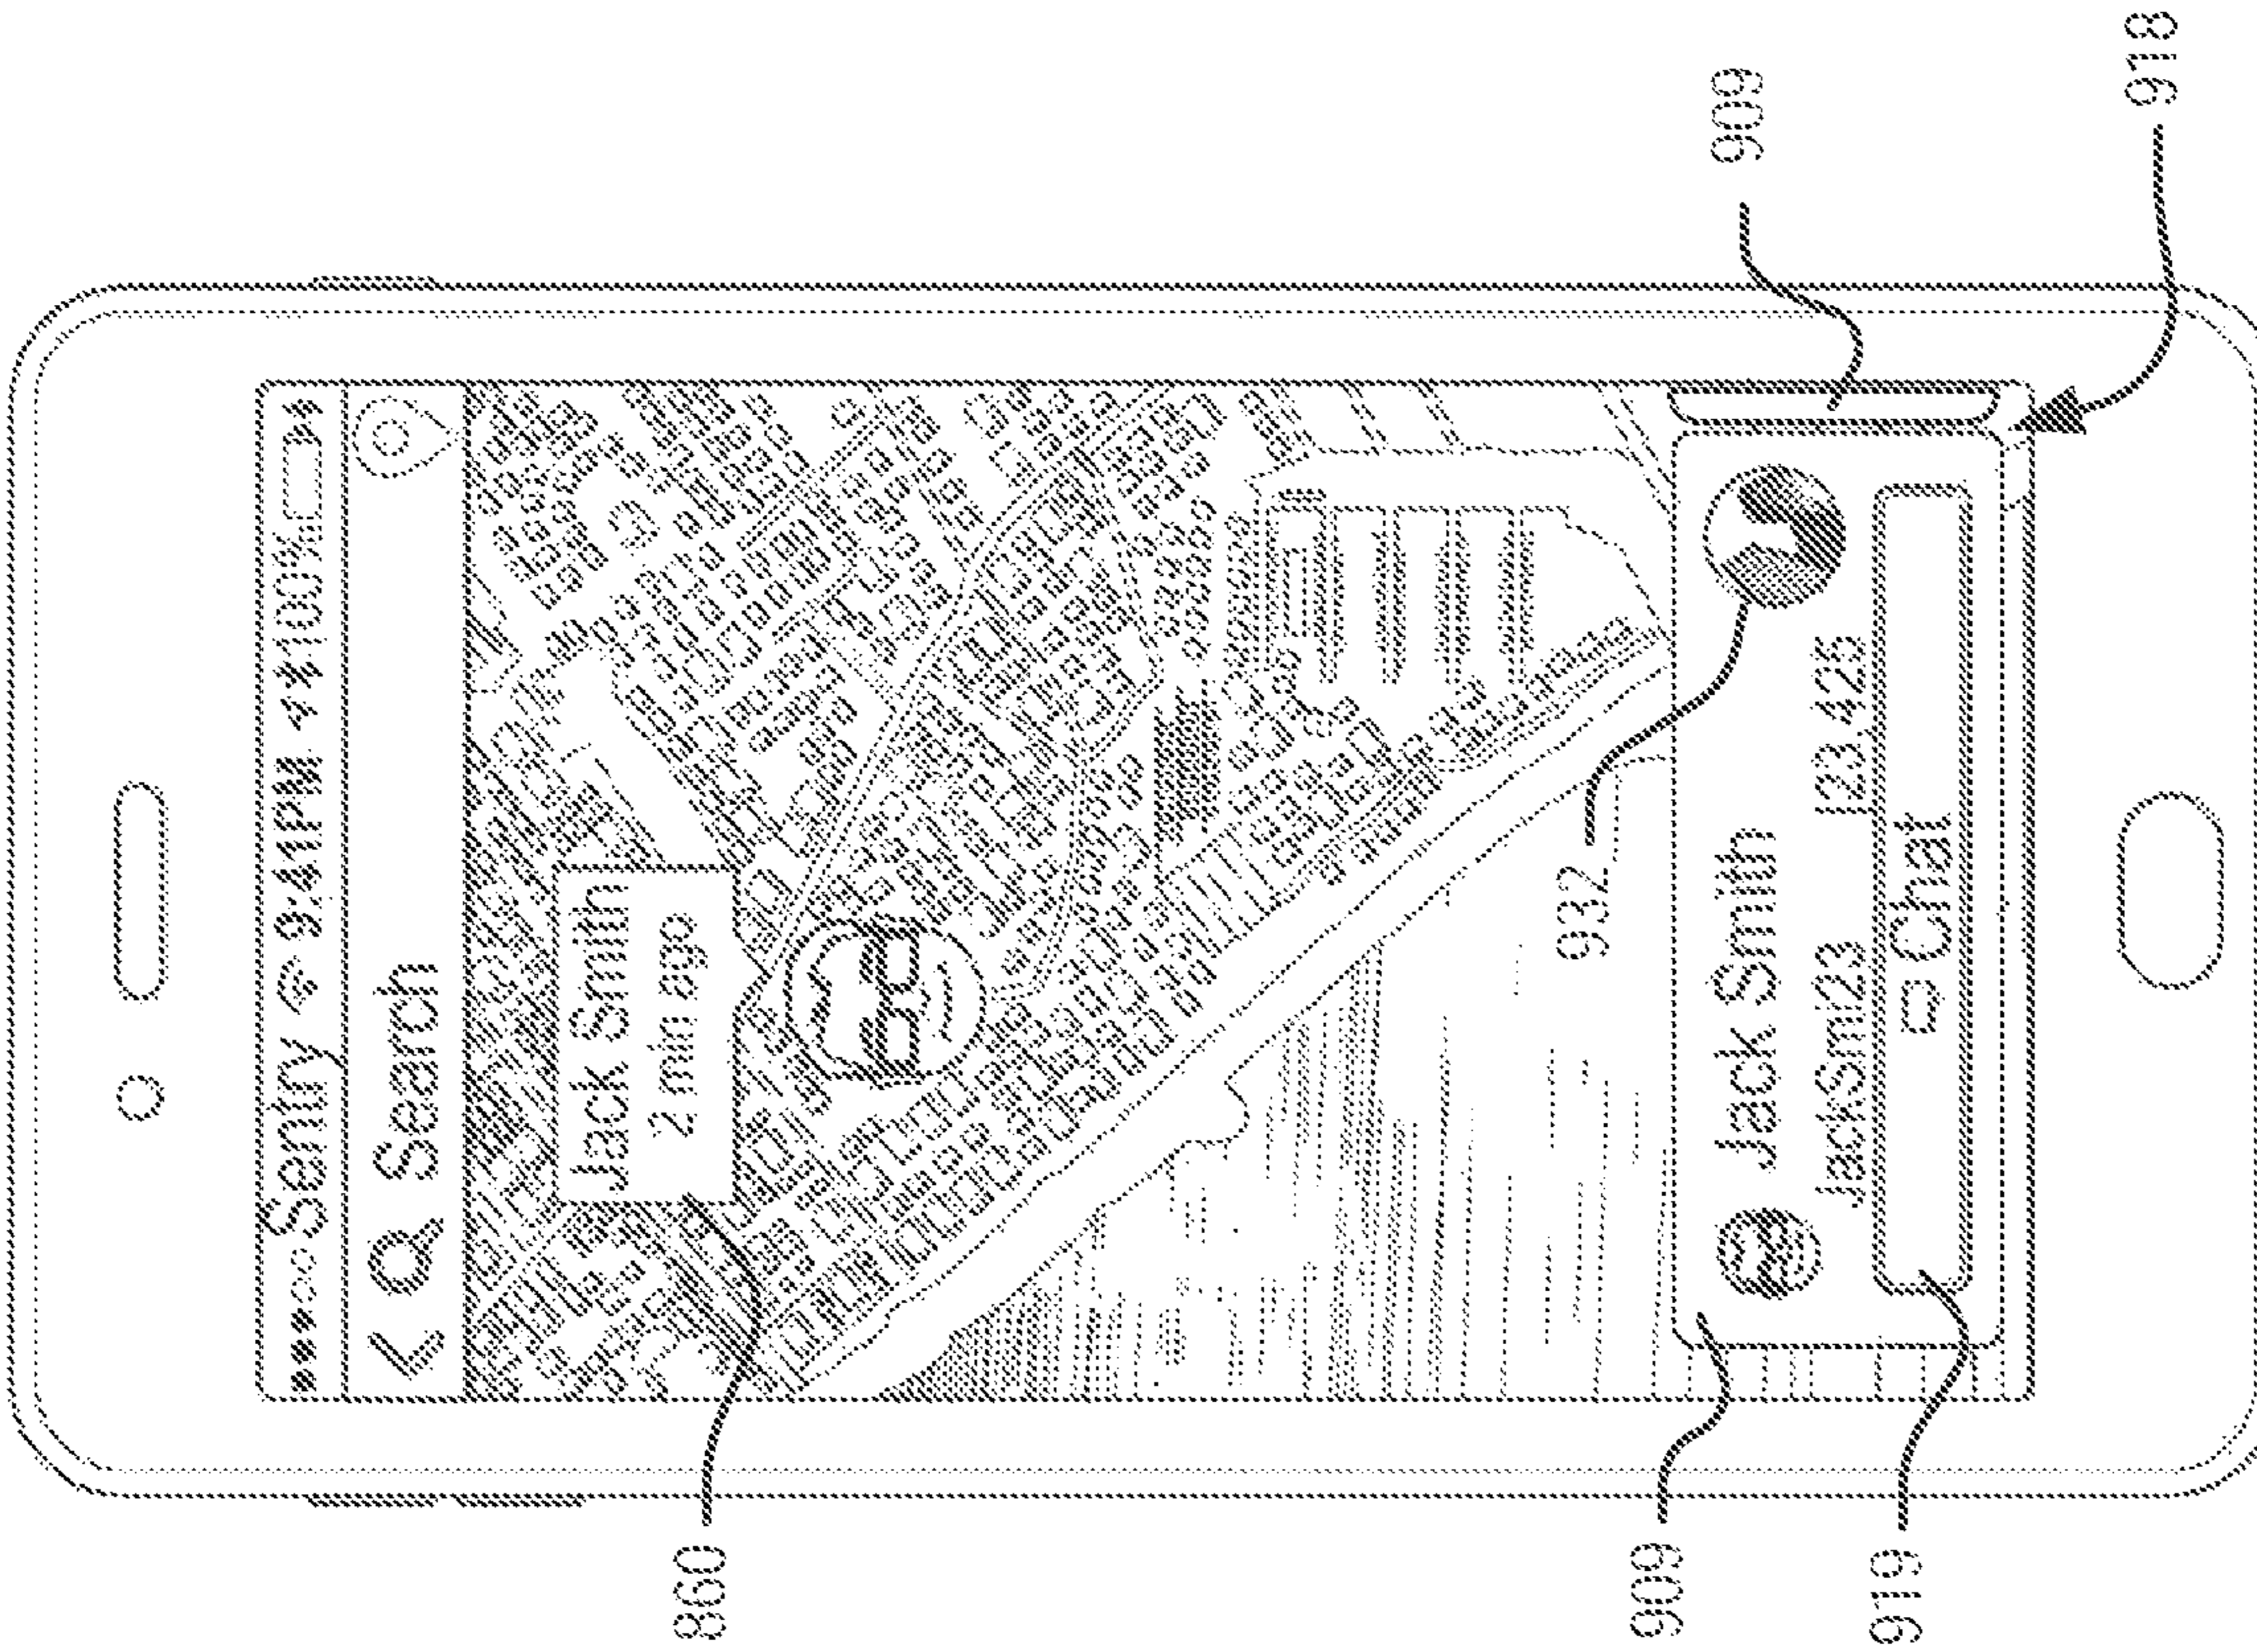 Sentry 9:41PM 100%
Search
Jack Smith
2 min ago
Jack Smith
JackSmi123 123,425
Chat
860
909
919
932
909
918